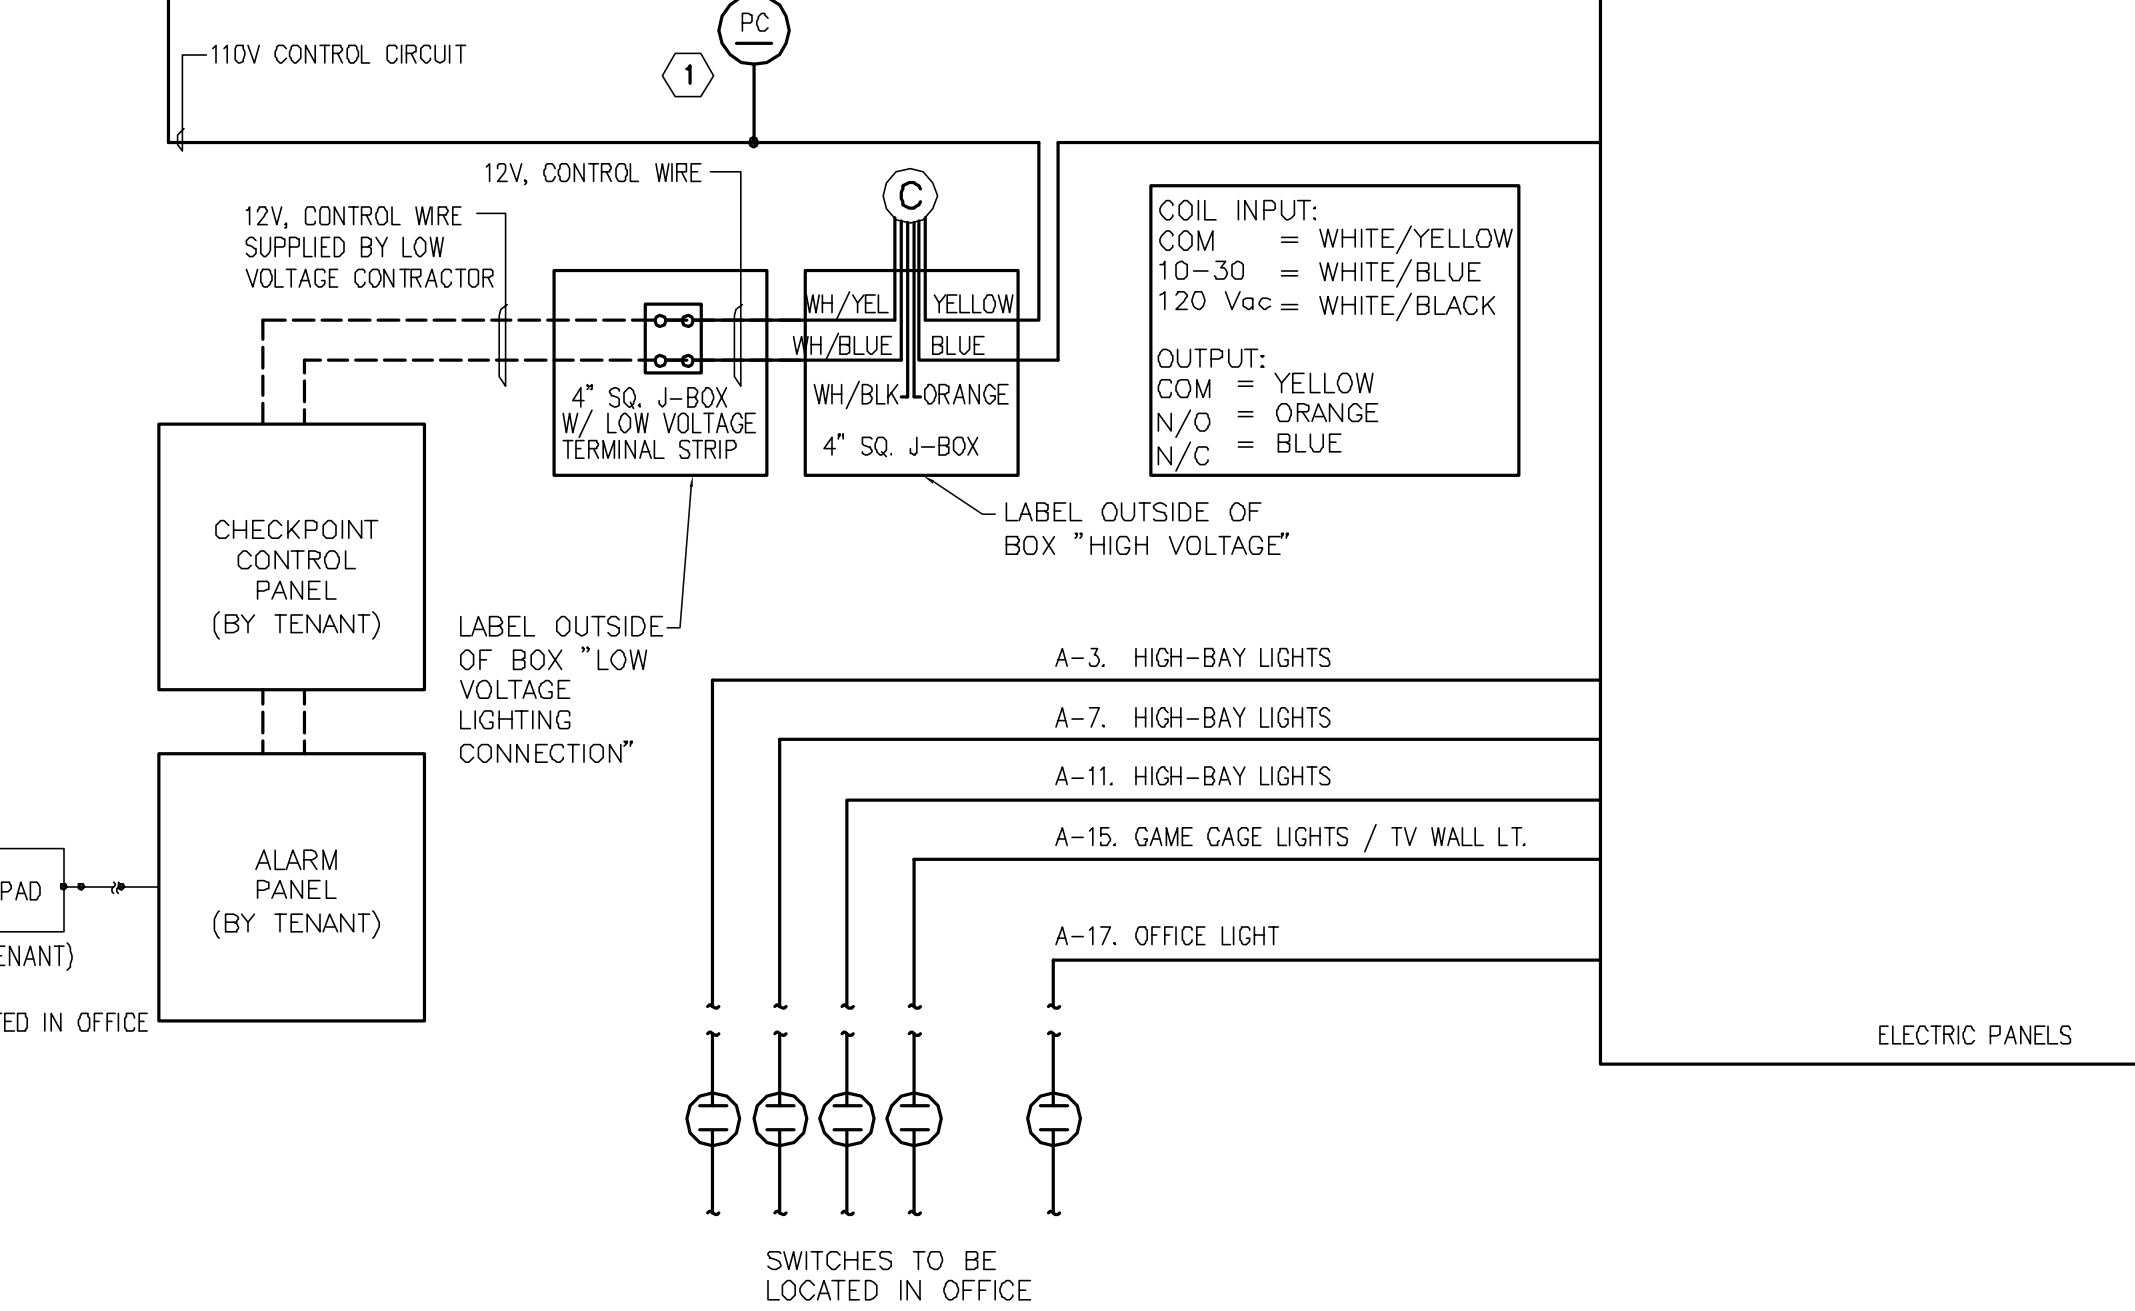 PC
110V CONTROL CIRCUIT
1
12V, CONTROL WIRE
C
12V, CONTROL WIRE
SUPPLIED BY LOW
VOLTAGE CONTRACTOR
COIL INPUT:
COM = WHITE/YELLOW
10-30 = WHITE/BLUE
120 Vac = WHITE/BLACK
OUTPUT:
COM = YELLOW
N/O = ORANGE
N/C = BLUE
WH/YEL YELLOW
WH/BLUE BLUE
WH/BLK ORANGE
4" SQ. J-BOX
4" SQ. J-BOX
W/ LOW VOLTAGE
TERMINAL STRIP
LABEL OUTSIDE OF
BOX "HIGH VOLTAGE"
CHECKPOINT
CONTROL
PANEL
(BY TENANT)
LABEL OUTSIDE
OF BOX "LOW
VOLTAGE
LIGHTING
CONNECTION"
A-3. HIGH-BAY LIGHTS
A-7. HIGH-BAY LIGHTS
A-11. HIGH-BAY LIGHTS
A-15. GAME CAGE LIGHTS / TV WALL LT.
A-17. OFFICE LIGHT
ALARM
PANEL
(BY TENANT)
PAD
ENANT)
TED IN OFFICE
ELECTRIC PANELS
SWITCHES TO BE
LOCATED IN OFFICE